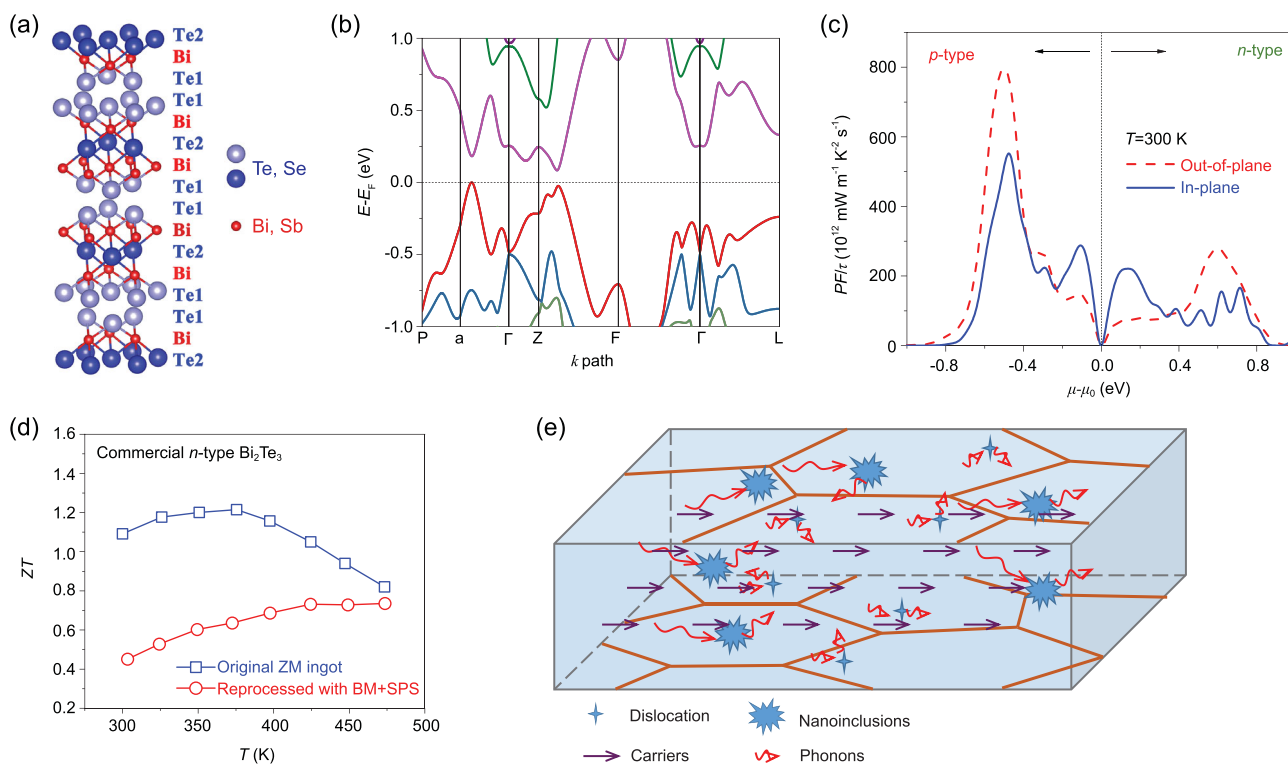 (a)
Te2
Bi
Te1
Te1
Bi
Te2
Bi
Te1
Te1
Bi
Te2
Bi
Te1
Te1
Bi
Te2
Te, Se
Bi, Sb
(b)
1.0
0.5
0.0
-0.5
-1.0
E-E_F (eV)
P a Γ Z F Γ L
k path
(c)
p-type
n-type
T=300 K
Out-of-plane
In-plane
800
600
400
200
0
PF/τ (10¹² mW m⁻¹ K⁻² s⁻¹)
-0.8 -0.4 0.0 0.4 0.8
μ-μ₀ (eV)
(d)
Commercial n-type Bi₂Te₃
1.6
1.4
1.2
1.0
0.8
0.6
0.4
0.2
ZT
Original ZM ingot
Reprocessed with BM+SPS
300 350 400 450 500
T (K)
(e)
Dislocation
Nanoinclusions
Carriers
Phonons